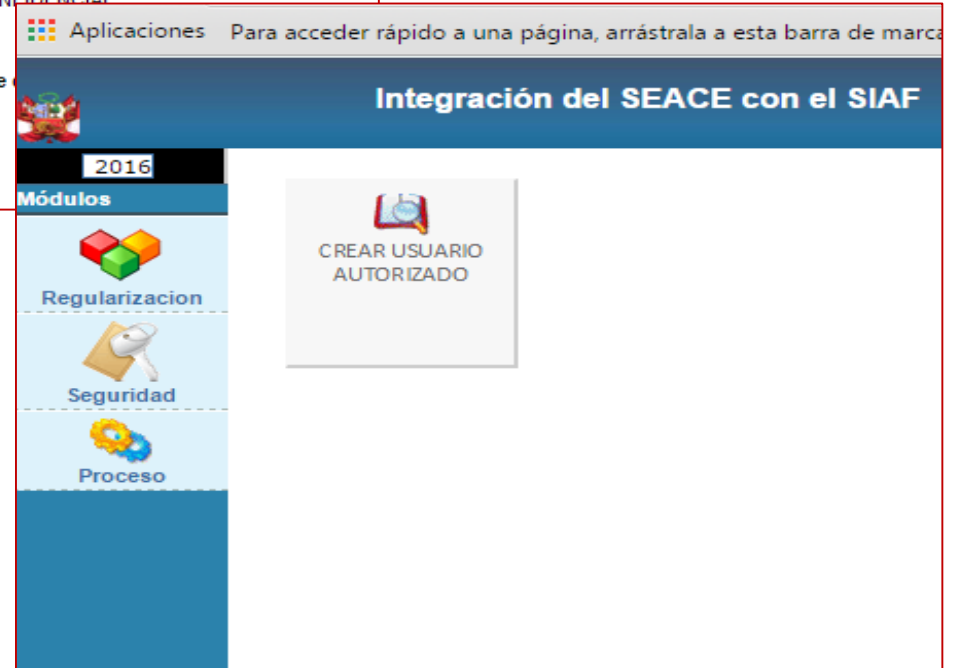 Aplicaciones Para acceder rápido a una página, arrástrala a esta barra de marca
Integración del SEACE con el SIAF
2016
Módulos
CREAR USUARIO
AUTORIZADO
Regularizacion
Seguridad
Proceso